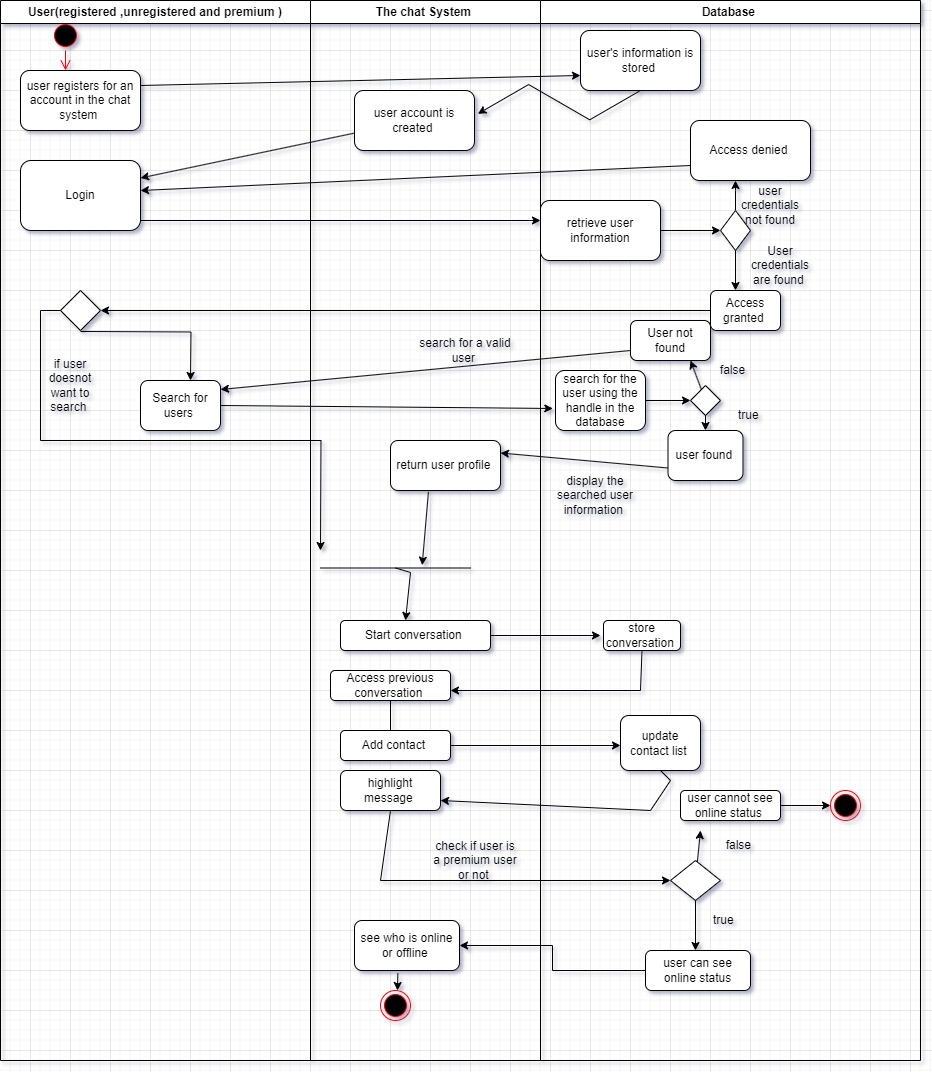 User(registered ,unregistered and premium )
The chat System
Database
user's information is
stored
user registers for an
account in the chat
system
user account is
created
Access denied
Login
user
credentials
not found
retrieve user
information
User
credentials
are found
Access
granted
User not
found
search for a valid
user
if user
doesnot
want to
search
false
Search for
users
search for the
user using the
handle in the
database
true
user found
return user profile
display the
searched user
information
Start conversation
store
conversation
Access previous
conversation
Add contact
update
contact list
highlight
message
user cannot see
online status
check if user is
a premium user
or not
false
true
see who is online
or offline
user can see
online status